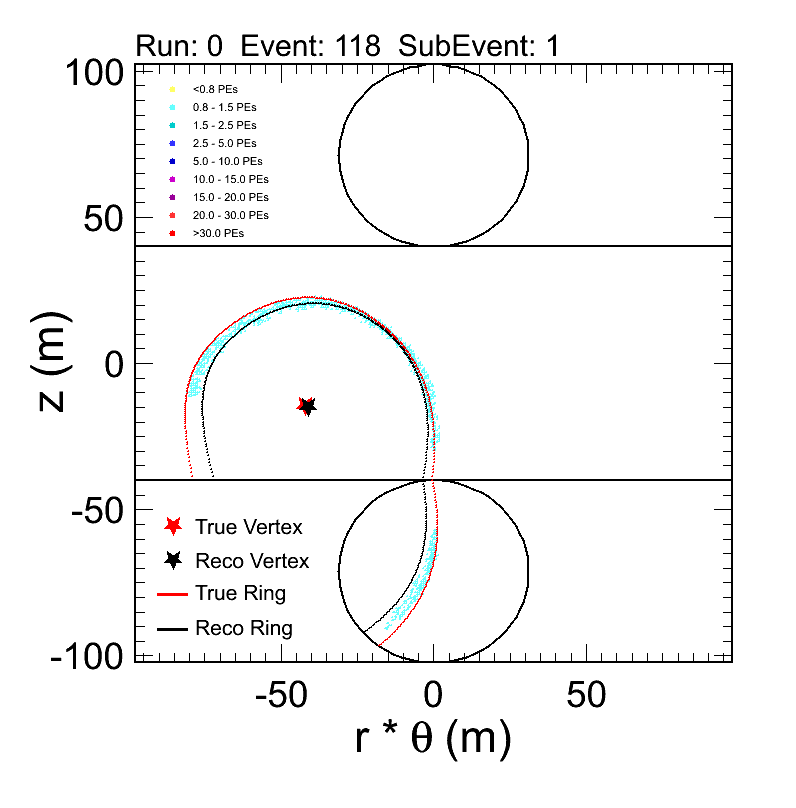 Run: 0  Event: 118  SubEvent: 1
100
<0.8 PEs
0.8 - 1.5 PEs
1.5 - 2.5 PEs
2.5 - 5.0 PEs
5.0 - 10.0 PEs
10.0 - 15.0 PEs
15.0 - 20.0 PEs
20.0 - 30.0 PEs
>30.0 PEs
50
0
z (m)
-50
True Vertex
Reco Vertex
True Ring
Reco Ring
-100
-50 0 50
r * θ (m)